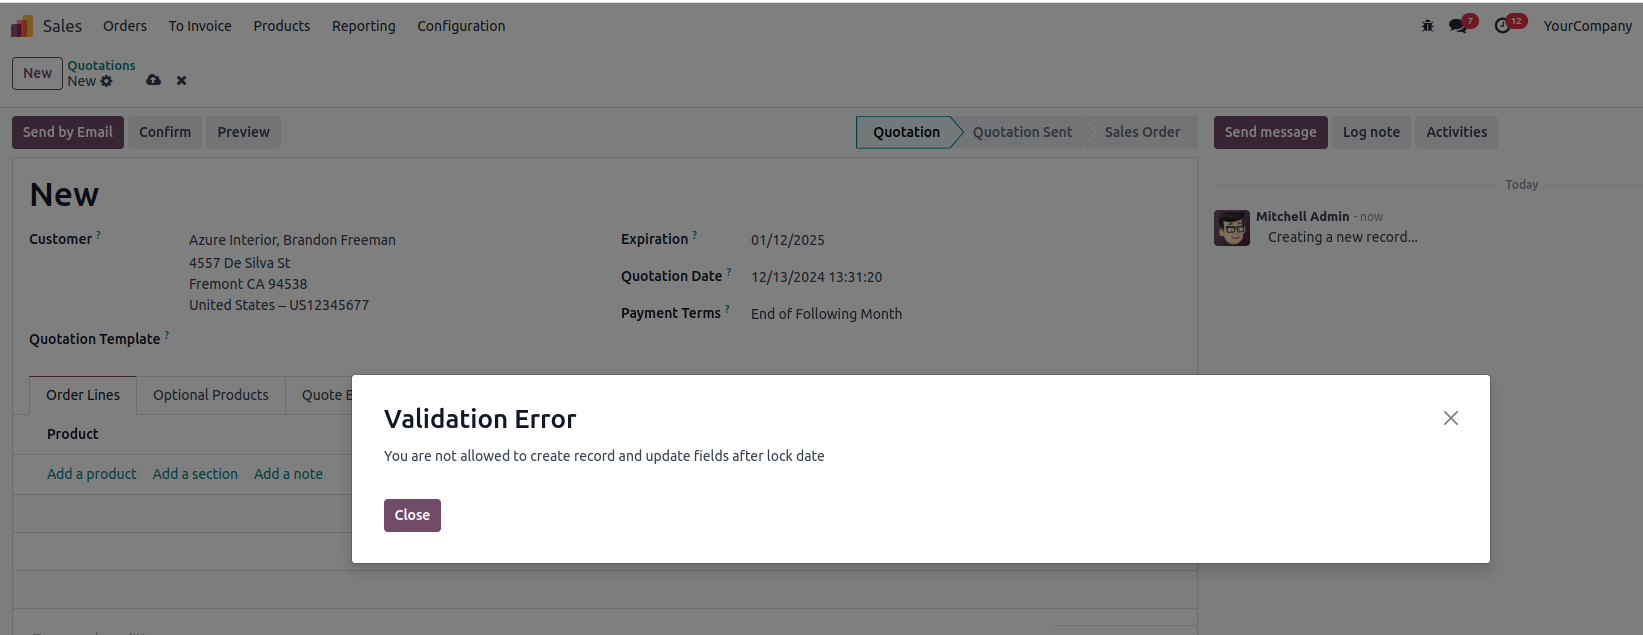 Sales Orders To Invoice Products Reporting Configuration 7 12 YourCompany
New Quotations
New
Send by Email Confirm Preview Quotation Quotation Sent Sales Order Send message Log note Activities
Today
New
Mitchell Admin - now
Creating a new record...
Customer ? Azure Interior, Brandon Freeman Expiration ? 01/12/2025
4557 De Silva St
Fremont CA 94538
United States – US12345677
Quotation Date ? 12/13/2024 13:31:20
Payment Terms ? End of Following Month
Quotation Template ?
Order Lines Optional Products Quote B
Product
Add a product Add a section Add a note
Validation Error
You are not allowed to create record and update fields after lock date
Close